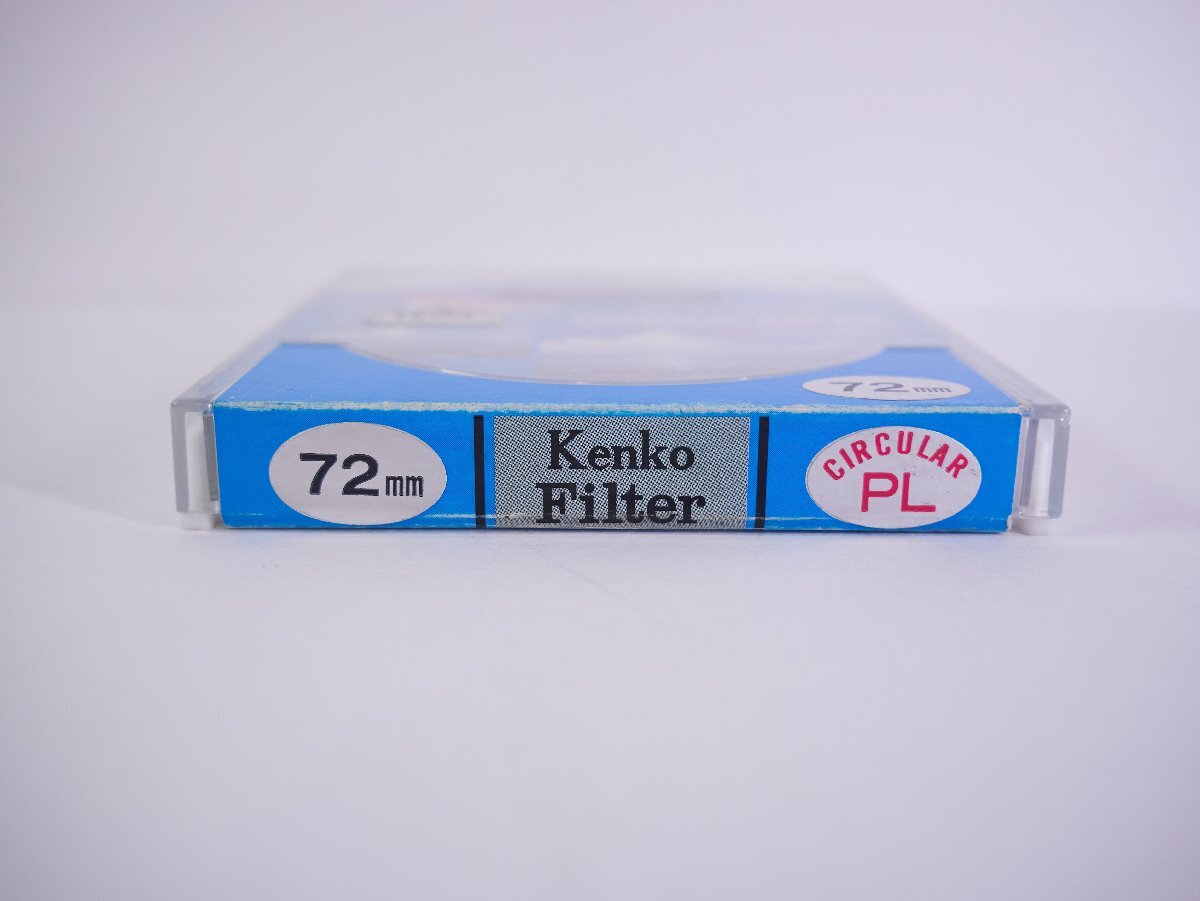 72mm
72mm
Kenko
Filter
CIRCULAR
PL